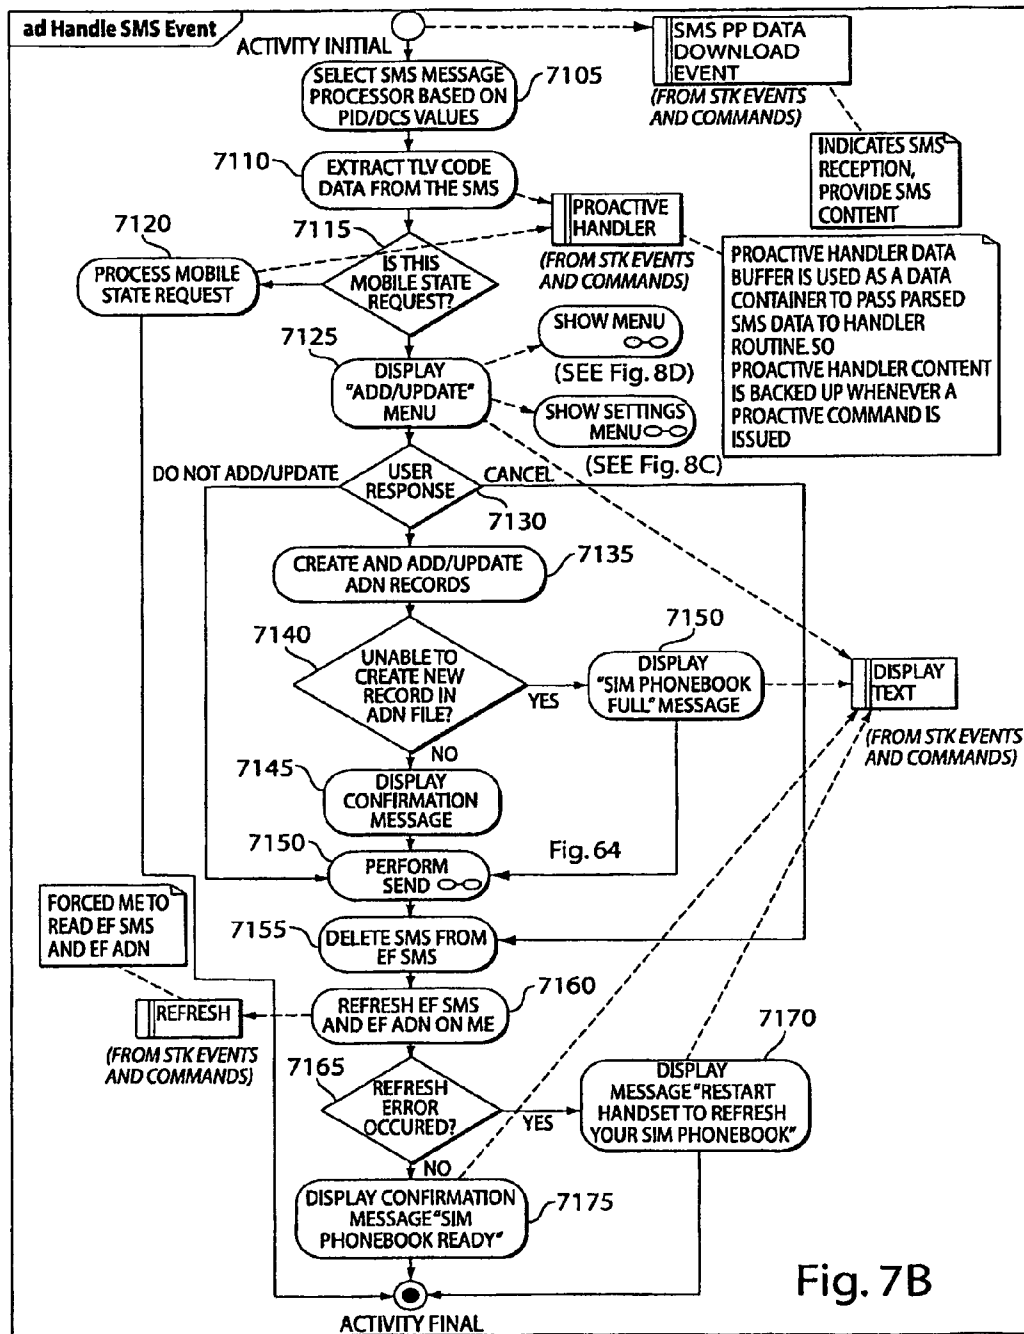 ad Handle SMS Event
ACTIVITY INITIAL
SMS PP DATA
DOWNLOAD
EVENT
(FROM STK EVENTS
AND COMMANDS)
INDICATES SMS
RECEPTION,
PROVIDE SMS
CONTENT
SELECT SMS MESSAGE
PROCESSOR BASED ON
PID/DCS VALUES
7105
7110
EXTRACT TLV CODE
DATA FROM THE SMS
PROACTIVE
HANDLER
(FROM STK EVENTS
AND COMMANDS)
PROACTIVE HANDLER DATA
BUFFER IS USED AS A DATA
CONTAINER TO PASS PARSED
SMS DATA TO HANDLER
ROUTINE. SO
PROACTIVE HANDLER CONTENT
IS BACKED UP WHENEVER A
PROACTIVE COMMAND IS
ISSUED
7115
IS THIS
MOBILE STATE
REQUEST?
7120
PROCESS MOBILE
STATE REQUEST
7125
DISPLAY
"ADD/UPDATE"
MENU
SHOW MENU
(SEE Fig. 8D)
SHOW SETTINGS
MENU
(SEE Fig. 8C)
DO NOT ADD/UPDATE
USER
RESPONSE
CANCEL
7130
CREATE AND ADD/UPDATE
ADN RECORDS
7135
7140
UNABLE TO
CREATE NEW
RECORD IN
ADN FILE?
YES
NO
7150
DISPLAY
"SIM PHONEBOOK
FULL" MESSAGE
DISPLAY
TEXT
(FROM STK EVENTS
AND COMMANDS)
7145
DISPLAY
CONFIRMATION
MESSAGE
7150
PERFORM
SEND
Fig. 64
FORCED ME TO
READ EF SMS
AND EF ADN
7155
DELETE SMS FROM
EF SMS
REFRESH
(FROM STK EVENTS
AND COMMANDS)
REFRESH EF SMS
AND EF ADN ON ME
7160
7165
REFRESH
ERROR
OCCURED?
YES
NO
7170
DISPLAY
MESSAGE "RESTART
HANDSET TO REFRESH
YOUR SIM PHONEBOOK"
DISPLAY CONFIRMATION
MESSAGE "SIM
PHONEBOOK READY"
7175
ACTIVITY FINAL
Fig. 7B